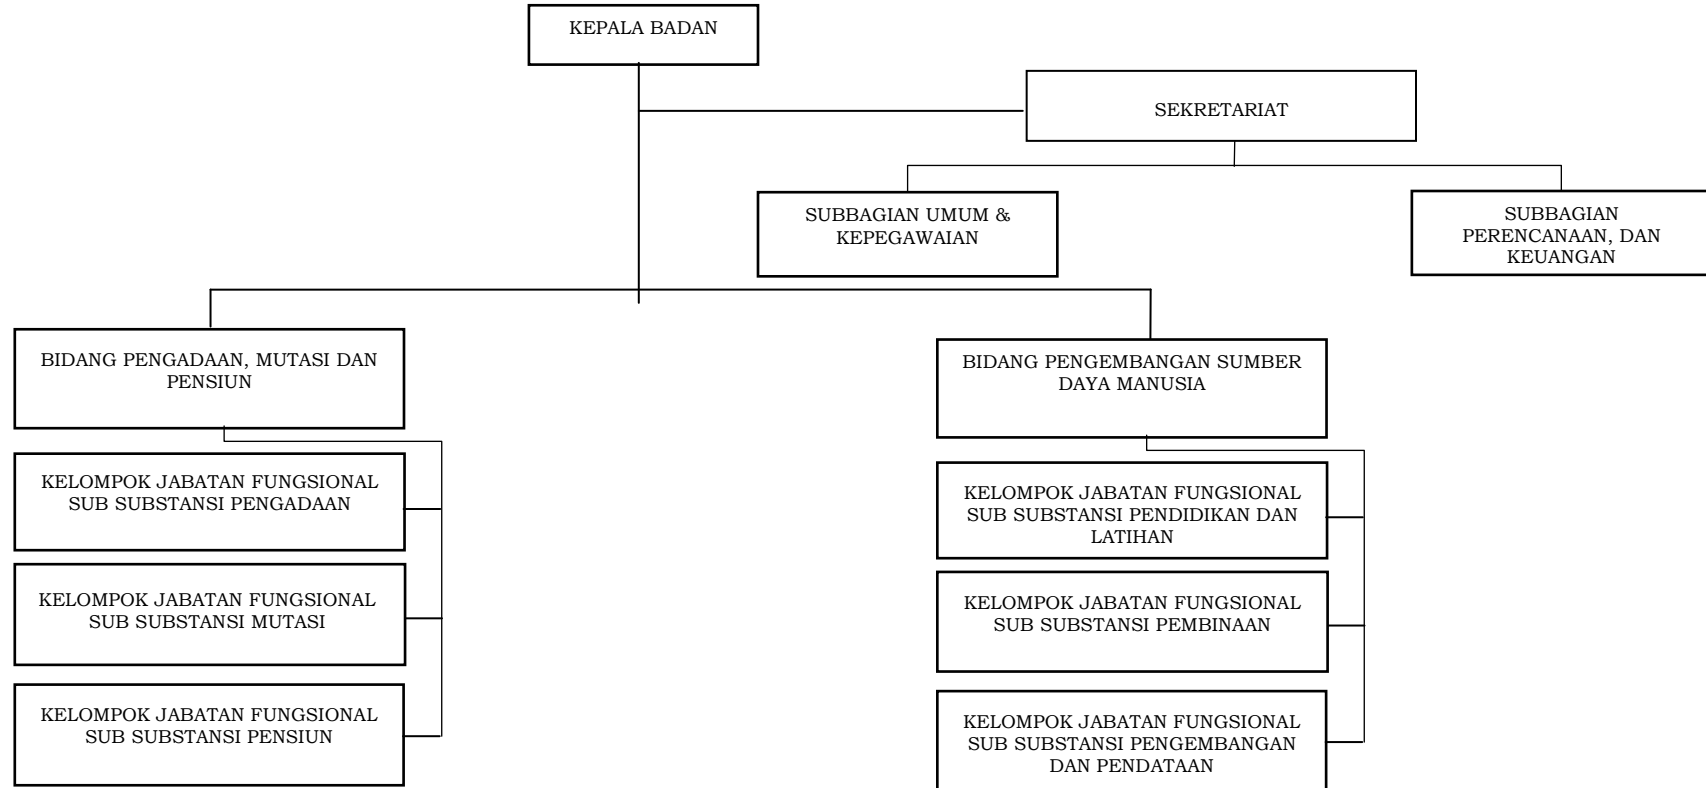 KEPALA BADAN
SEKRETARIAT
SUBBAGIAN UMUM &
KEPEGAWAIAN
SUBBAGIAN
PERENCANAAN, DAN
KEUANGAN
BIDANG PENGADAAN, MUTASI DAN
PENSIUN
KELOMPOK JABATAN FUNGSIONAL
SUB SUBSTANSI PENGADAAN
KELOMPOK JABATAN FUNGSIONAL
SUB SUBSTANSI MUTASI
KELOMPOK JABATAN FUNGSIONAL
SUB SUBSTANSI PENSIUN
BIDANG PENGEMBANGAN SUMBER
DAYA MANUSIA
KELOMPOK JABATAN FUNGSIONAL
SUB SUBSTANSI PENDIDIKAN DAN
LATIHAN
KELOMPOK JABATAN FUNGSIONAL
SUB SUBSTANSI PEMBINAAN
KELOMPOK JABATAN FUNGSIONAL
SUB SUBSTANSI PENGEMBANGAN
DAN PENDATAAN